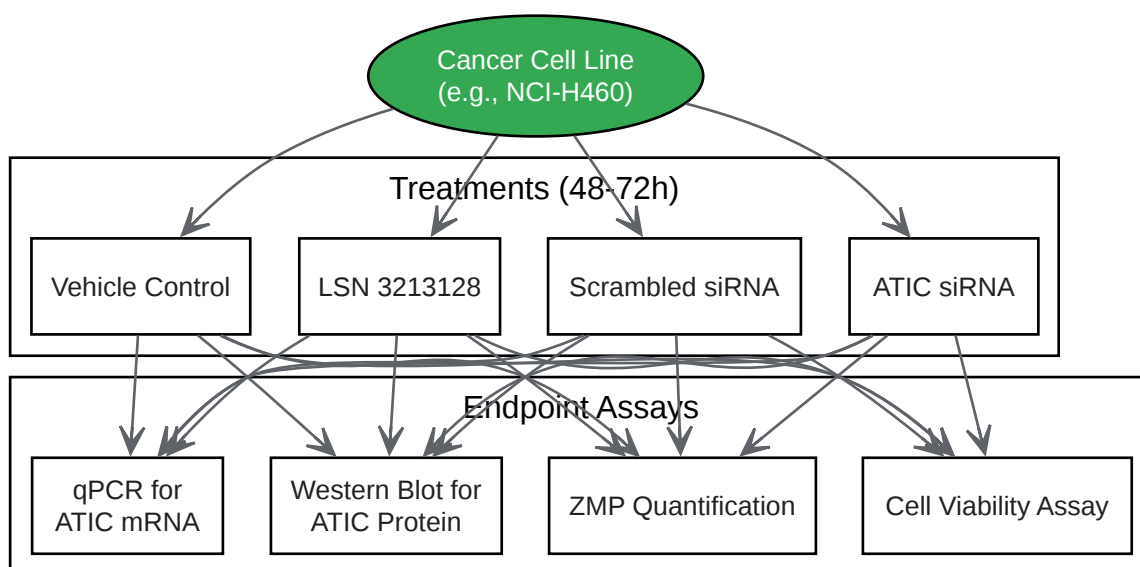 Cancer Cell Line
(e.g., NCI-H460)
Treatments (48-72h)
Vehicle Control
LSN 3213128
Scrambled siRNA
ATIC siRNA
Endpoint Assays
qPCR for
ATIC mRNA
Western Blot for
ATIC Protein
ZMP Quantification
Cell Viability Assay